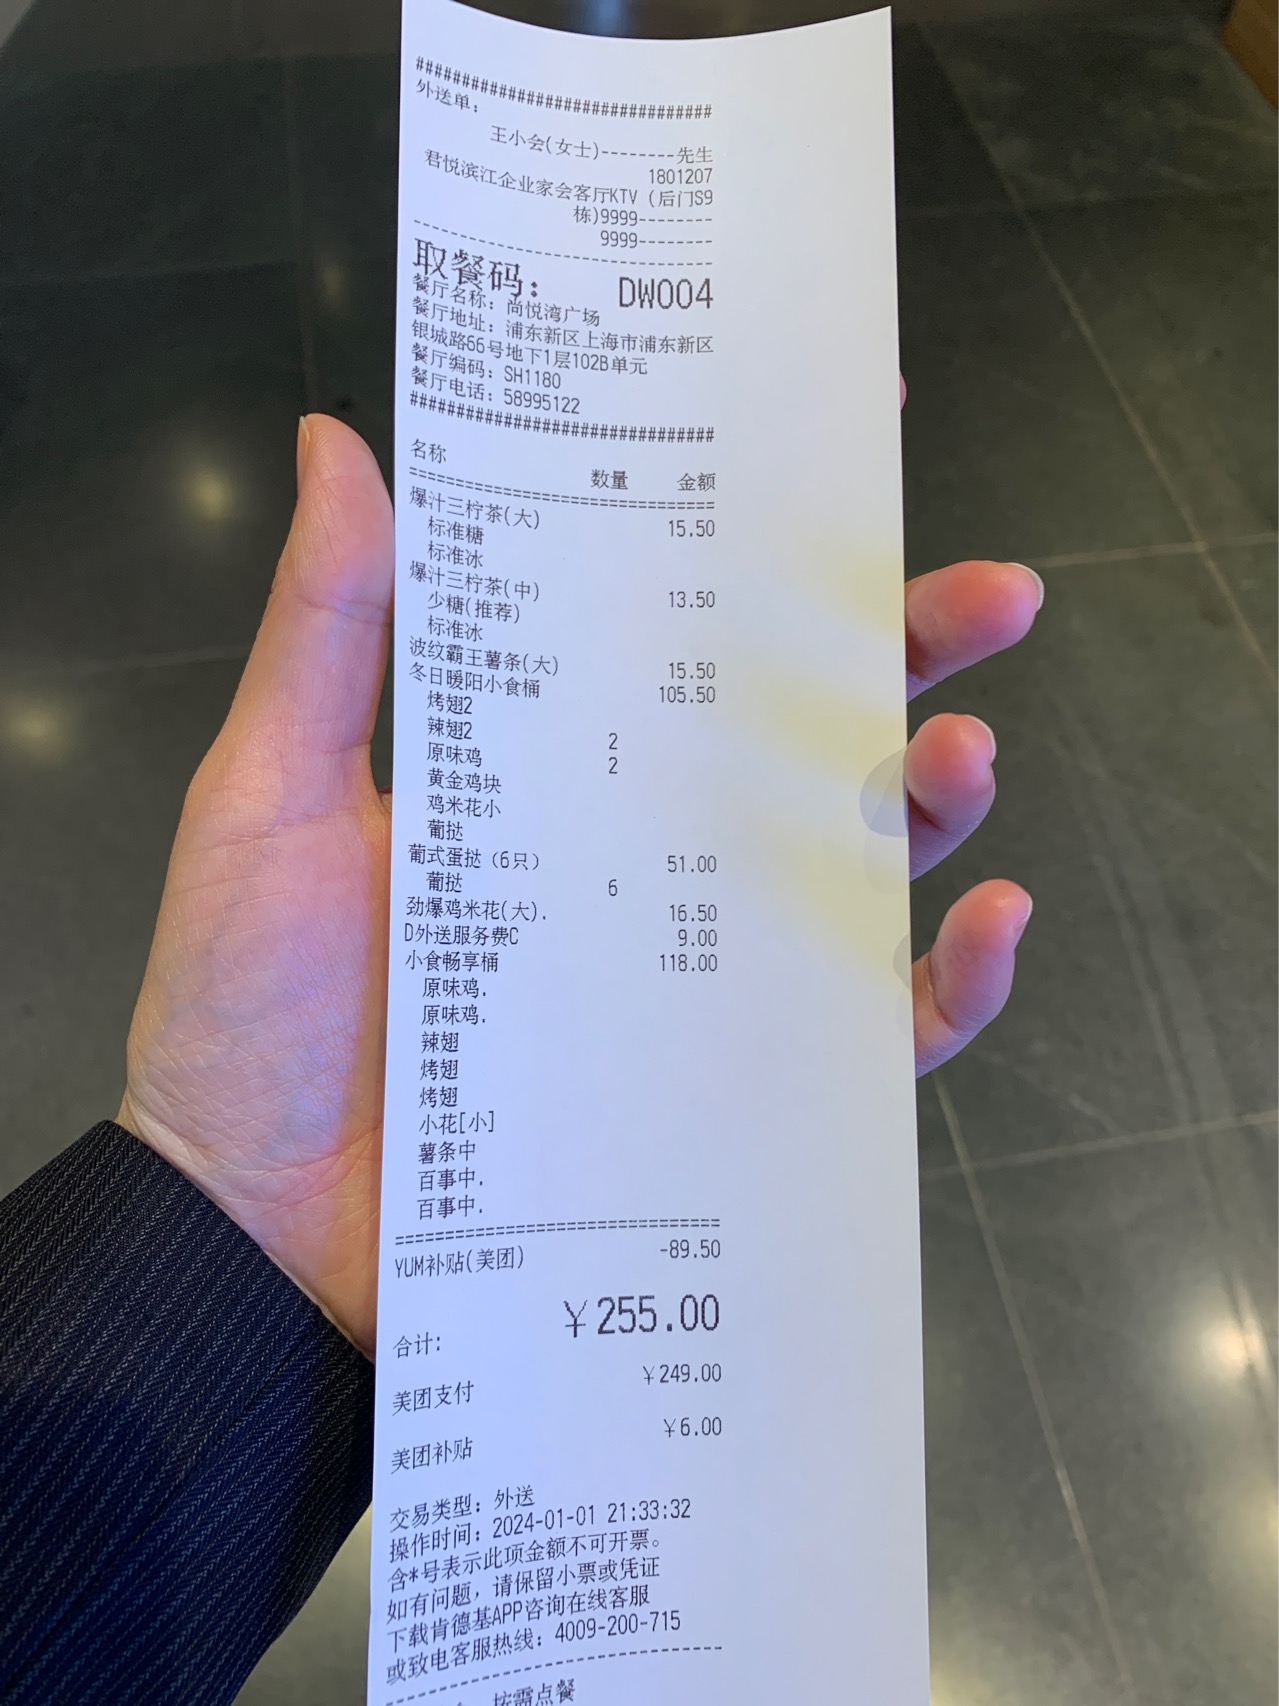 ################################
外送单:
王小会(女士)--------先生
1801207
君悦滨江企业家会客厅KTV (后门S9
栋)9999--------
9999--------
--------------------------------
取餐码: DW004
餐厅名称: 尚悦湾广场
餐厅地址: 浦东新区上海市浦东新区
银城路66号地下1层102B单元
餐厅编码: SH1180
餐厅电话: 58995122
################################
名称 数量 金额
================================
爆汁三柠茶(大) 15.50
标准糖
标准冰
爆汁三柠茶(中) 13.50
少糖(推荐)
标准冰
波纹霸王薯条(大) 15.50
冬日暖阳小食桶 105.50
烤翅2
辣翅2 2
原味鸡 2
黄金鸡块
鸡米花小
葡挞
葡式蛋挞（6只） 51.00
葡挞 6
劲爆鸡米花(大). 16.50
D外送服务费C 9.00
小食畅享桶 118.00
原味鸡.
原味鸡.
辣翅
烤翅
烤翅
小花[小]
薯条中
百事中.
百事中.
================================
YUM补贴(美团) -89.50
合计: ￥255.00
美团支付 ￥249.00
美团补贴 ￥6.00
交易类型: 外送
操作时间: 2024-01-01 21:33:32
含*号表示此项金额不可开票。
如有问题, 请保留小票或凭证
下载肯德基APP咨询在线客服
或致电客服热线: 4009-200-715
--------------------------------
按需点餐